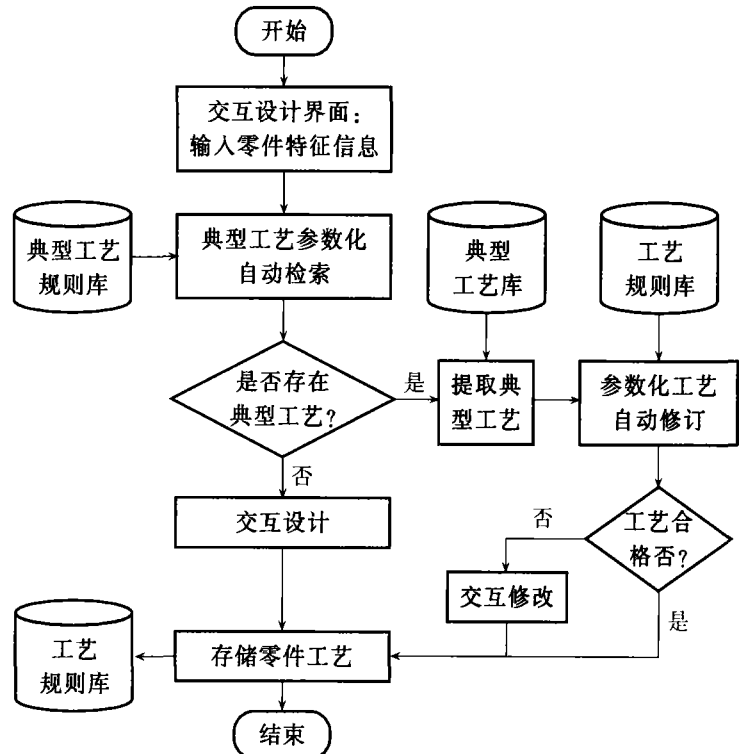 开始
交互设计界面：
输入零件特征信息
典型工艺
规则库
典型工艺参数化
自动检索
典型
工艺库
工艺
规则库
是否存在
典型工艺？
是
提取典
型工艺
参数化工艺
自动修订
否
交互设计
工艺合
格否？
否
交互修改
是
工艺
规则库
存储零件工艺
结束